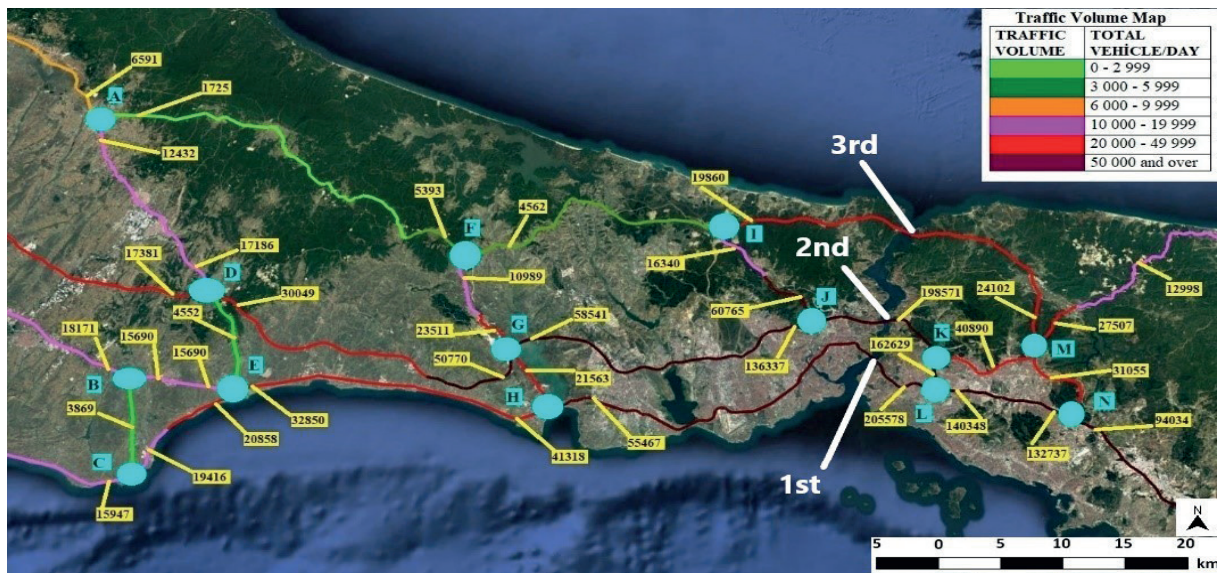 Traffic Volume Map
TRAFFIC VOLUME
TOTAL VEHİCLE/DAY
0 - 2 999
3 000 - 5 999
6 000 - 9 999
10 000 - 19 999
20 000 - 49 999
50 000 and over
6591
A
1725
12432
3rd
19860
5393
4562
F
I
2nd
17381
17186
D
10989
16340
12998
4552
30049
60765
J
198571
24102
18171
15690
15690
23511
G
58541
162629
K
40890
M
27507
B
E
50770
136337
31055
3869
H
21563
L
N
32850
20858
205578
140348
94034
C
19416
41318
55467
132737
15947
1st
N
5 0 5 10 15 20
km